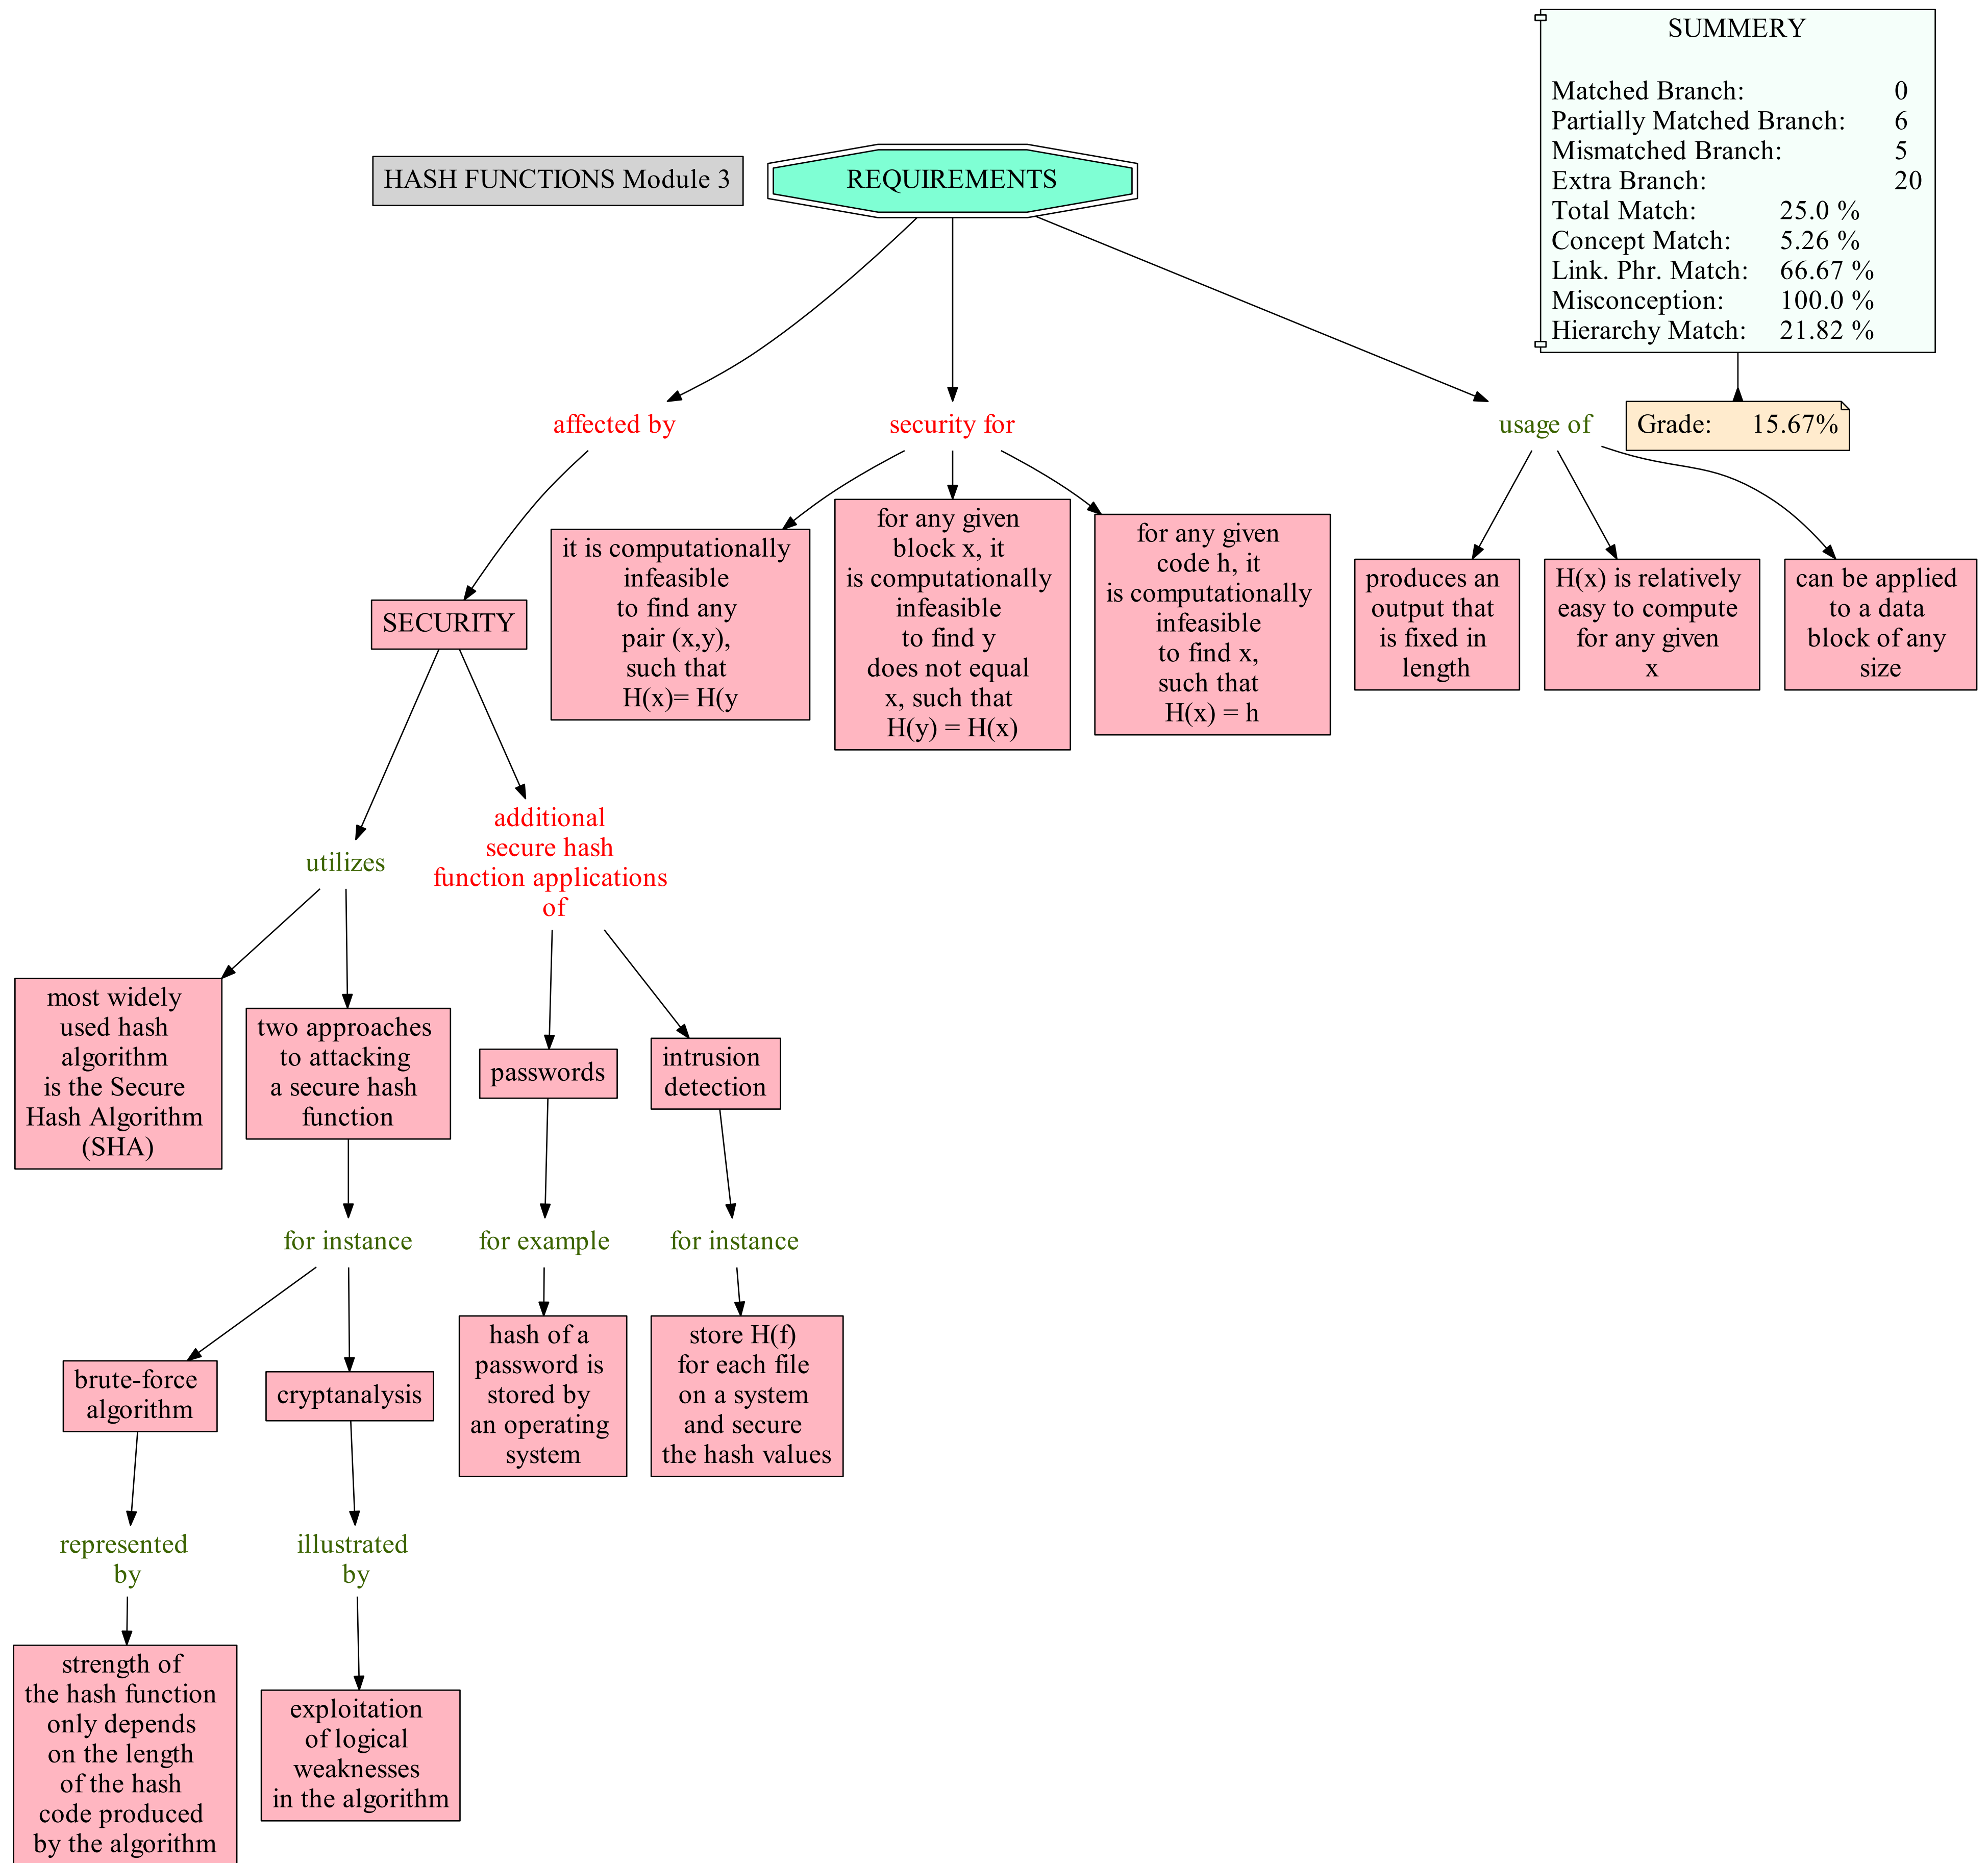 SUMMERY
Matched Branch: 0
Partially Matched Branch: 6
Mismatched Branch: 5
Extra Branch: 20
Total Match: 25.0 %
Concept Match: 5.26 %
Link. Phr. Match: 66.67 %
Misconception: 100.0 %
Hierarchy Match: 21.82 %
HASH FUNCTIONS Module 3
REQUIREMENTS
affected by
security for
usage of
Grade: 15.67%
it is computationally
infeasible
to find any
pair (x,y),
such that
H(x)= H(y
for any given
block x, it
is computationally
infeasible
to find y
does not equal
x, such that
H(y) = H(x)
for any given
code h, it
is computationally
infeasible
to find x,
such that
H(x) = h
produces an
output that
is fixed in
length
H(x) is relatively
easy to compute
for any given
x
can be applied
to a data
block of any
size
SECURITY
utilizes
additional
secure hash
function applications
of
most widely
used hash
algorithm
is the Secure
Hash Algorithm
(SHA)
two approaches
to attacking
a secure hash
function
passwords
intrusion
detection
for instance
for example
for instance
brute-force
algorithm
cryptanalysis
hash of a
password is
stored by
an operating
system
store H(f)
for each file
on a system
and secure
the hash values
represented
by
illustrated
by
strength of
the hash function
only depends
on the length
of the hash
code produced
by the algorithm
exploitation
of logical
weaknesses
in the algorithm